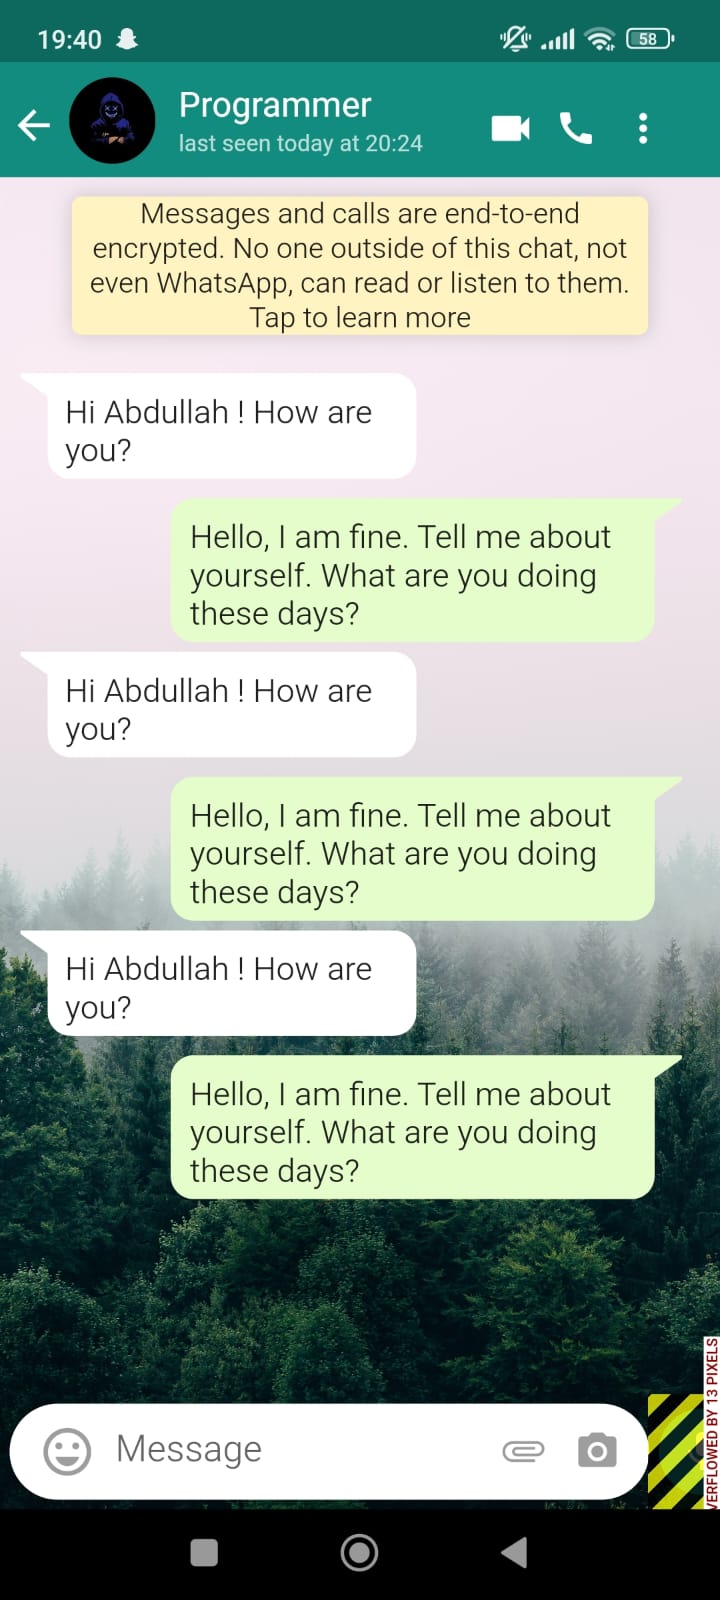 19:40
58
Programmer
last seen today at 20:24
Messages and calls are end-to-end
encrypted. No one outside of this chat, not
even WhatsApp, can read or listen to them.
Tap to learn more
Hi Abdullah ! How are
you?
Hello, I am fine. Tell me about
yourself. What are you doing
these days?
Hi Abdullah ! How are
you?
Hello, I am fine. Tell me about
yourself. What are you doing
these days?
Hi Abdullah ! How are
you?
Hello, I am fine. Tell me about
yourself. What are you doing
these days?
Message
VERFLOWED BY 13 PIXELS